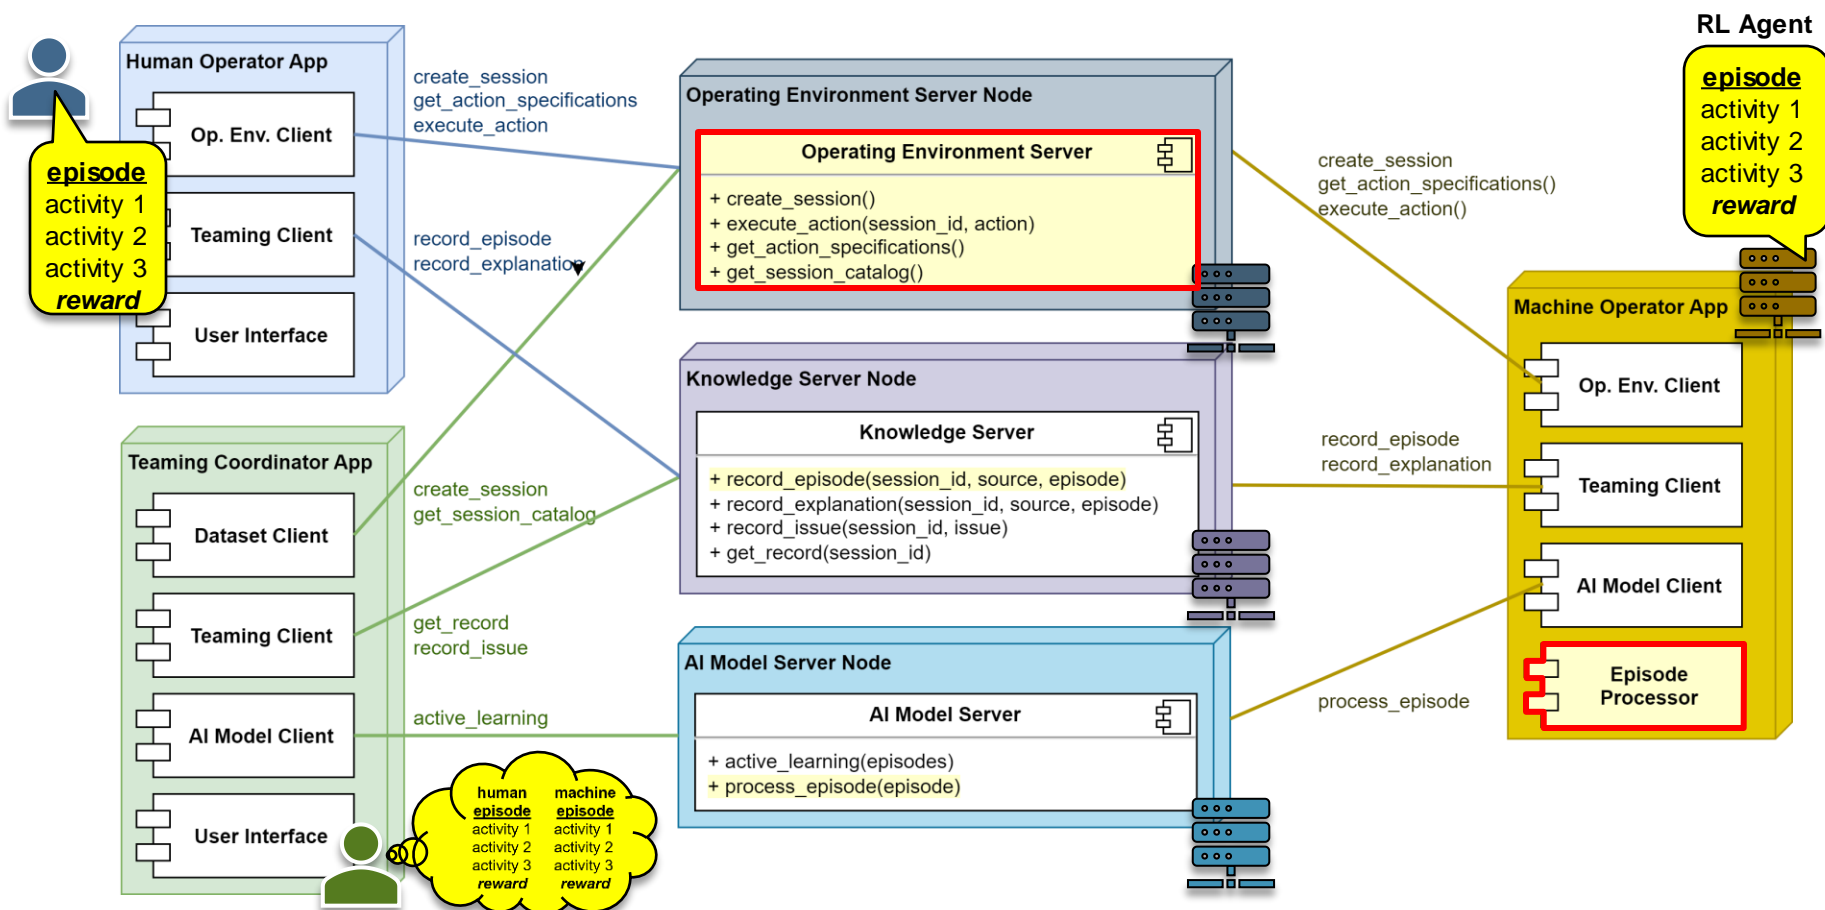 RL Agent
episode
activity 1
activity 2
activity 3
reward
Human Operator App
Op. Env. Client
Teaming Client
User Interface
episode
activity 1
activity 2
activity 3
reward
create_session
get_action_specifications
execute_action
record_episode
record_explanation
Operating Environment Server Node
Operating Environment Server
+ create_session()
+ execute_action(session_id, action)
+ get_action_specifications()
+ get_session_catalog()
create_session
get_action_specifications()
execute_action()
Machine Operator App
Op. Env. Client
Teaming Client
AI Model Client
Episode
Processor
Knowledge Server Node
Knowledge Server
+ record_episode(session_id, source, episode)
+ record_explanation(session_id, source, episode)
+ record_issue(session_id, issue)
+ get_record(session_id)
record_episode
record_explanation
Teaming Coordinator App
Dataset Client
Teaming Client
AI Model Client
User Interface
create_session
get_session_catalog
get_record
record_issue
active_learning
AI Model Server Node
AI Model Server
+ active_learning(episodes)
+ process_episode(episode)
process_episode
human
episode
activity 1
activity 2
activity 3
reward
machine
episode
activity 1
activity 2
activity 3
reward